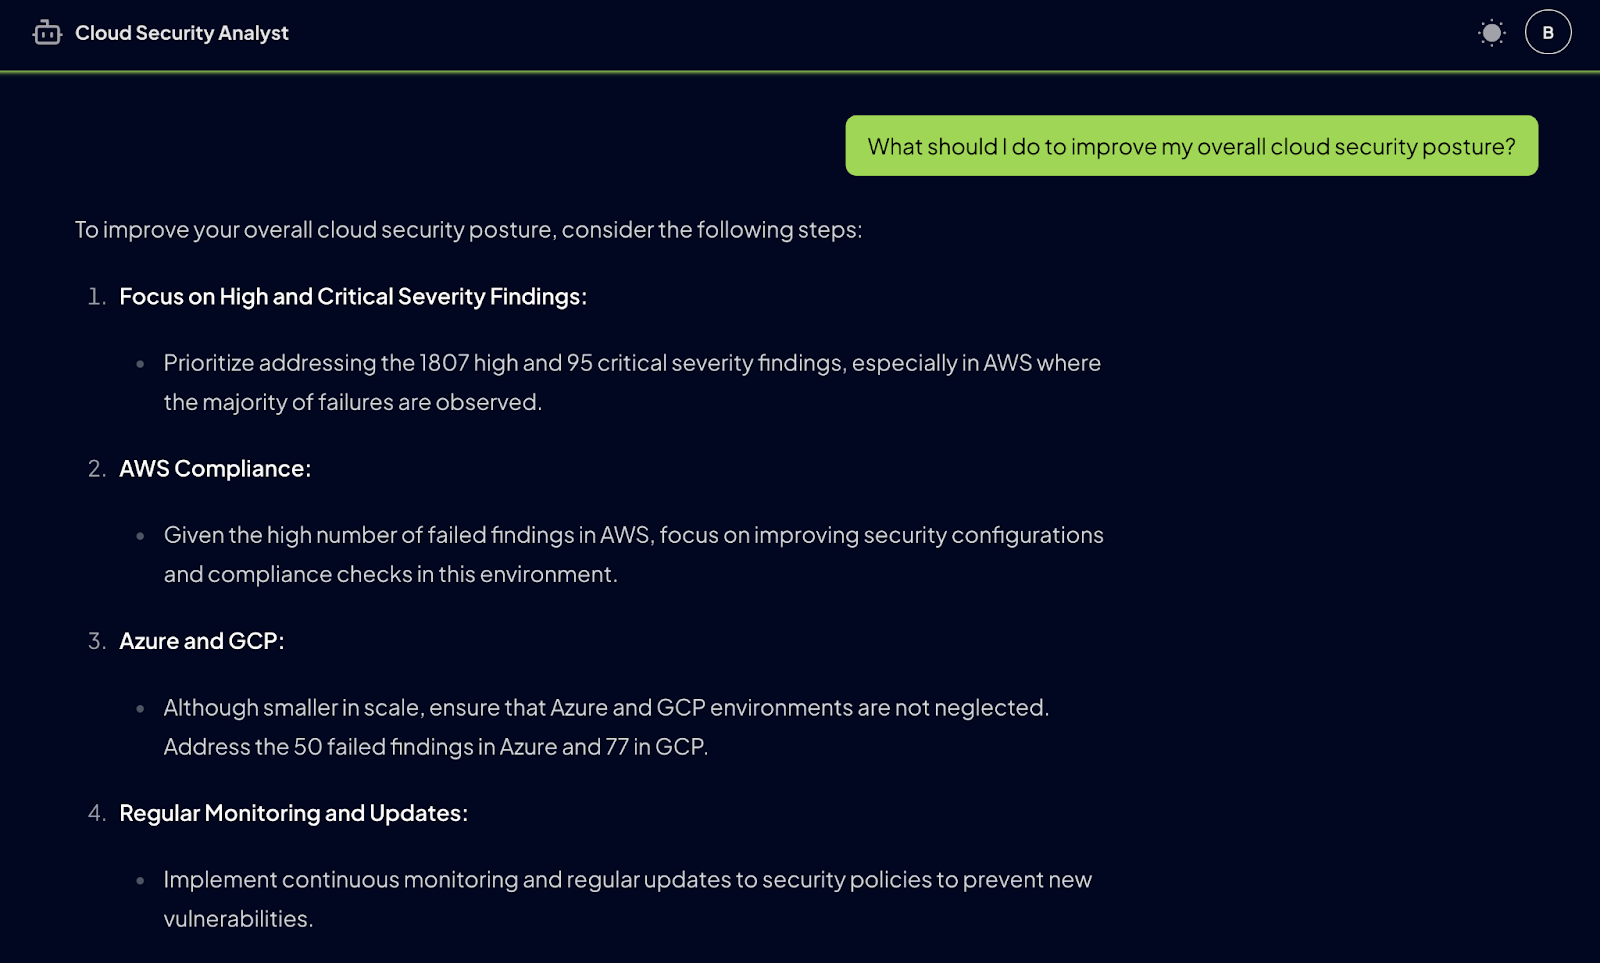 Cloud Security Analyst
B
What should I do to improve my overall cloud security posture?
To improve your overall cloud security posture, consider the following steps:
1. Focus on High and Critical Severity Findings:
• Prioritize addressing the 1807 high and 95 critical severity findings, especially in AWS where
the majority of failures are observed.
2. AWS Compliance:
• Given the high number of failed findings in AWS, focus on improving security configurations
and compliance checks in this environment.
3. Azure and GCP:
• Although smaller in scale, ensure that Azure and GCP environments are not neglected.
Address the 50 failed findings in Azure and 77 in GCP.
4. Regular Monitoring and Updates:
• Implement continuous monitoring and regular updates to security policies to prevent new
vulnerabilities.